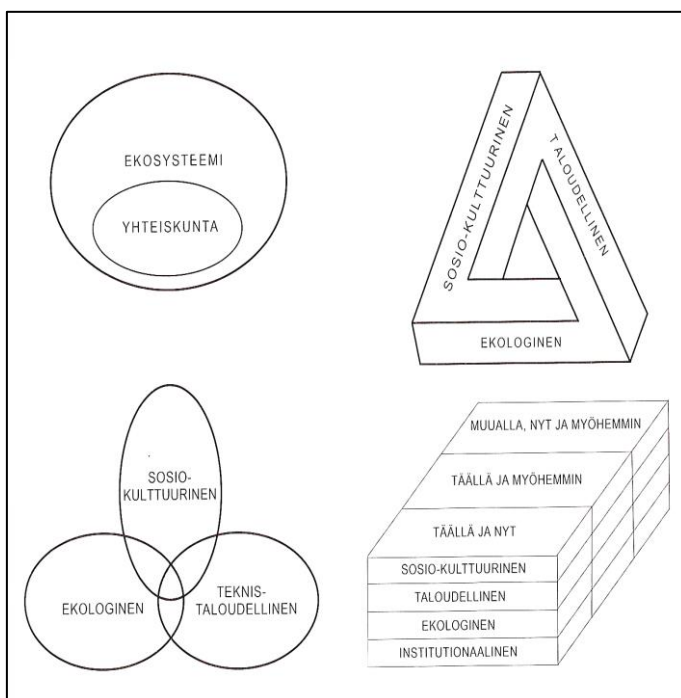 EKOSYSTEEMI
YHTEISKUNTA
SOSIO-KULTTUURINEN
TALOUDELLINEN
EKOLOGINEN
SOSIO-
KULTTUURINEN
EKOLOGINEN
TEKNIS-
TALOUDELLINEN
MUUALLA, NYT JA MYÖHEMMIN
TÄÄLLÄ JA MYÖHEMMIN
TÄÄLLÄ JA NYT
SOSIO-KULTTUURINEN
TALOUDELLINEN
EKOLOGINEN
INSTITUTIONAALINEN